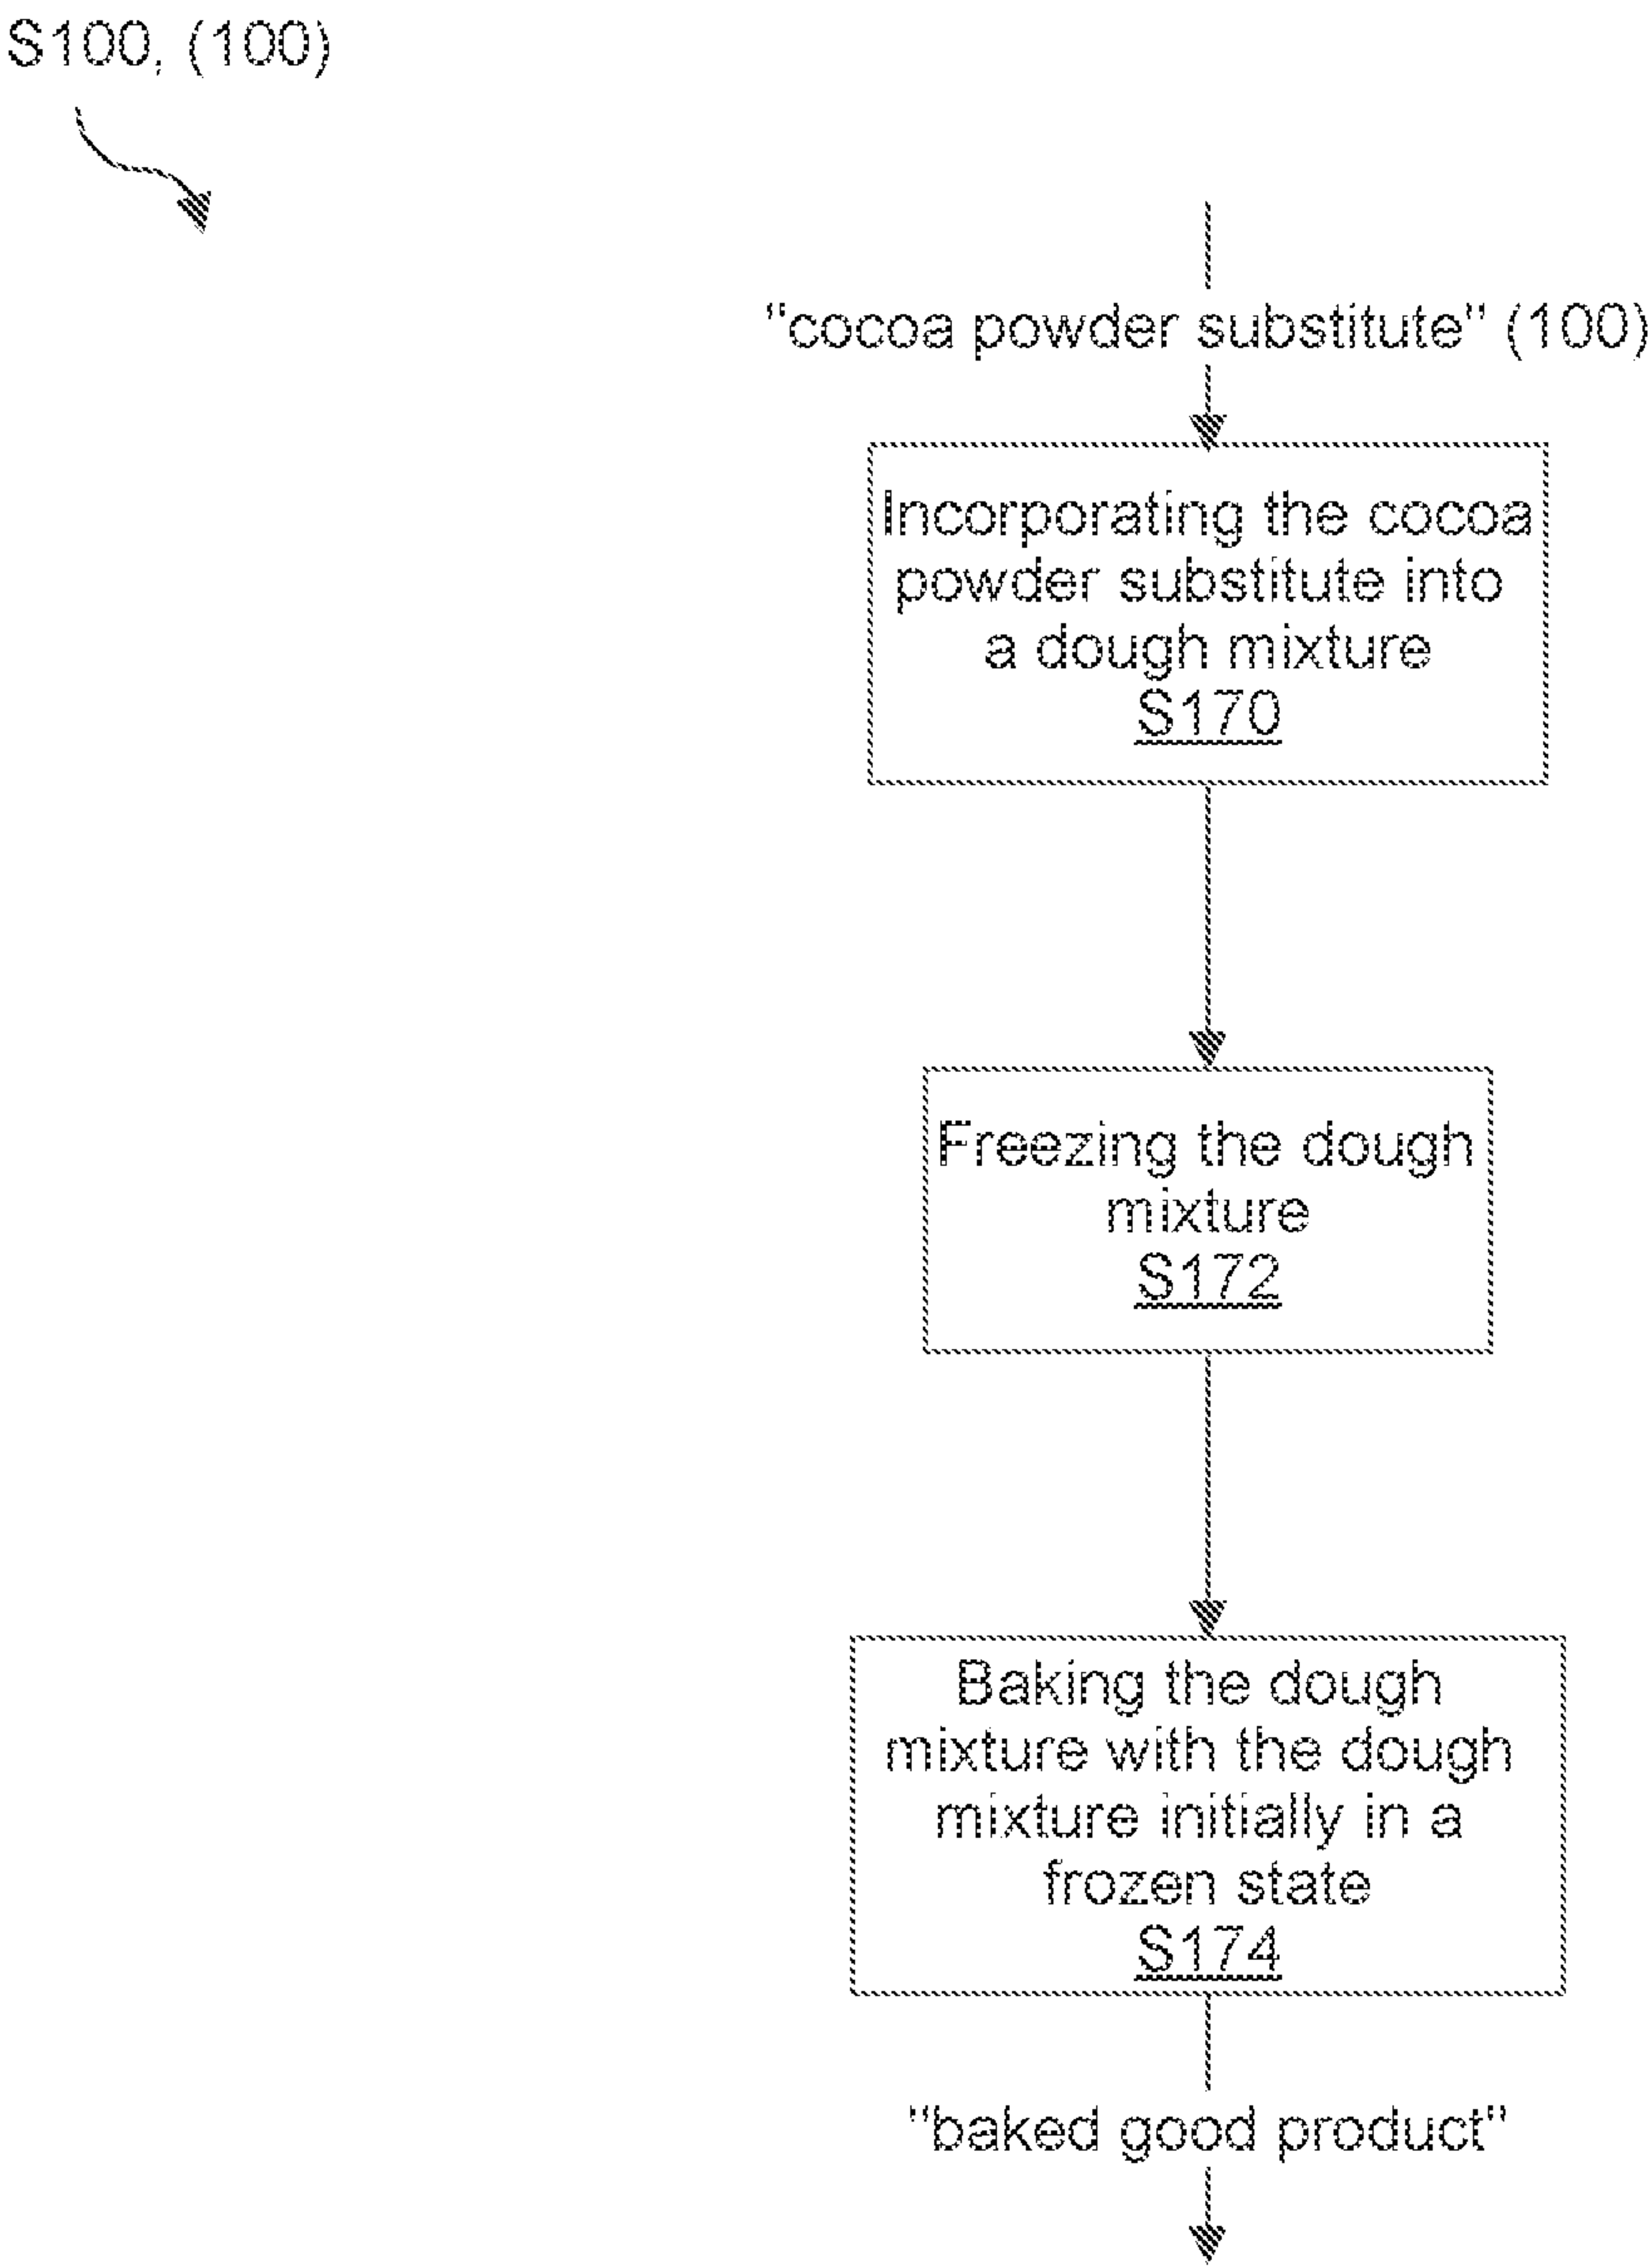 S100, (100)
"cocoa powder substitute" (100)
Incorporating the cocoa
powder substitute into
a dough mixture
S170
Freezing the dough
mixture
S172
Baking the dough
mixture with the dough
mixture initially in a
frozen state
S174
"baked good product"